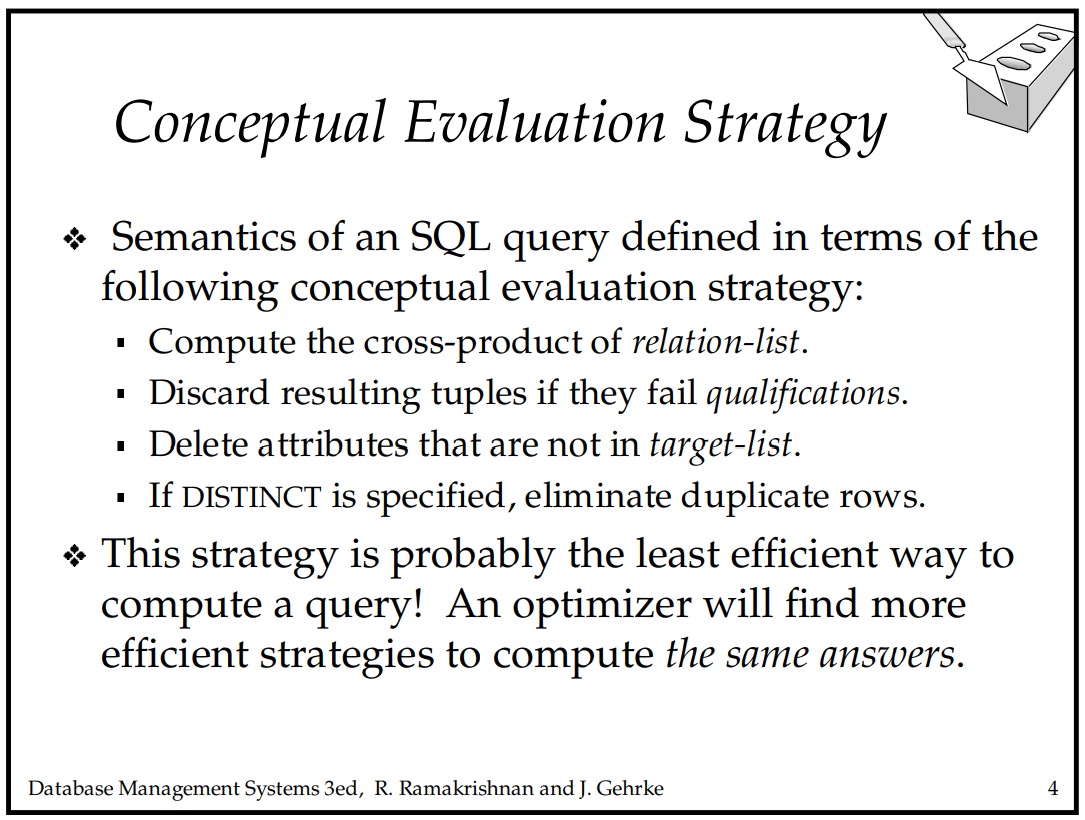 Conceptual Evaluation Strategy
❖ Semantics of an SQL query defined in terms of the
following conceptual evaluation strategy:
▪ Compute the cross-product of relation-list.
▪ Discard resulting tuples if they fail qualifications.
▪ Delete attributes that are not in target-list.
▪ If DISTINCT is specified, eliminate duplicate rows.
❖ This strategy is probably the least efficient way to
compute a query! An optimizer will find more
efficient strategies to compute the same answers.
Database Management Systems 3ed, R. Ramakrishnan and J. Gehrke 4